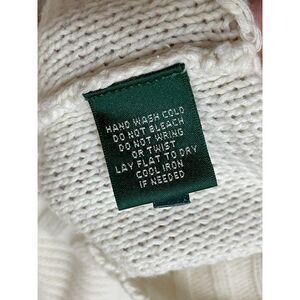 HAND WASH COLD
DO NOT BLEACH
DO NOT WRING
OR TWIST
LAY FLAT TO DRY
COOL IRON
IF NEEDED